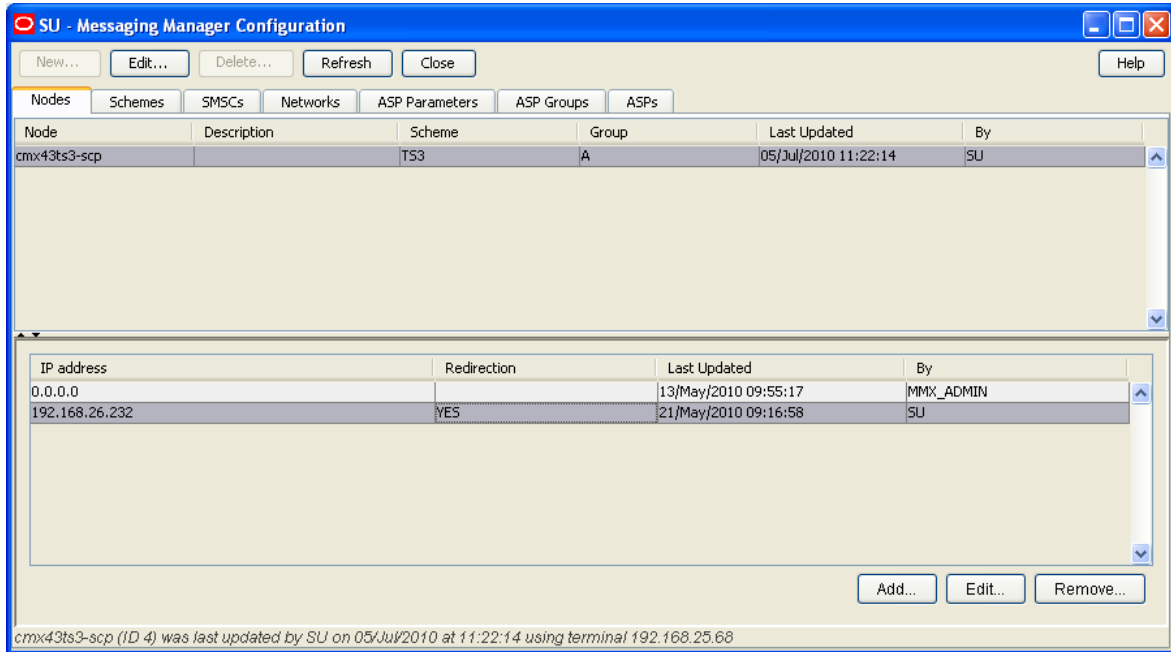 SU - Messaging Manager Configuration
New... Edit... Delete... Refresh Close Help
Nodes Schemes SMSCs Networks ASP Parameters ASP Groups ASPs
Node Description Scheme Group Last Updated By
cmx43ts3-scp TS3 A 05/Jul/2010 11:22:14 SU
IP address Redirection Last Updated By
0.0.0.0 13/May/2010 09:55:17 MMX_ADMIN
192.168.26.232 YES 21/May/2010 09:16:58 SU
Add... Edit... Remove...
cmx43ts3-scp (ID 4) was last updated by SU on 05/Jul/2010 at 11:22:14 using terminal 192.168.25.68